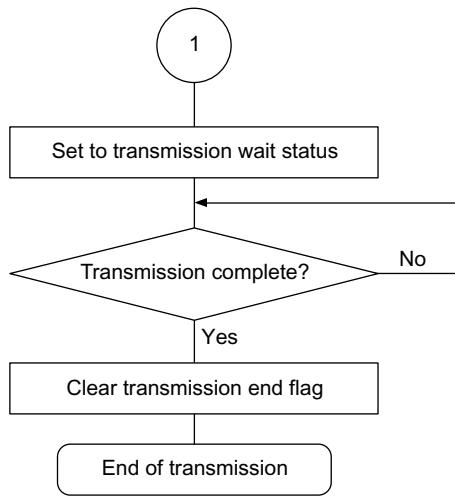 1
Set to transmission wait status
Transmission complete?
No
Yes
Clear transmission end flag
End of transmission